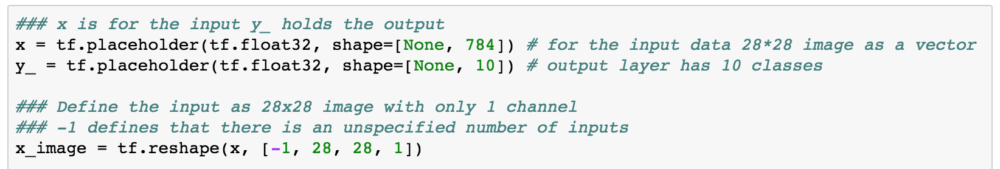 ### x is for the input y_ holds the output
x = tf.placeholder(tf.float32, shape=[None, 784]) # for the input data 28*28 image as a vector
y_ = tf.placeholder(tf.float32, shape=[None, 10]) # output layer has 10 classes
### Define the input as 28x28 image with only 1 channel
### -1 defines that there is an unspecified number of inputs
x_image = tf.reshape(x, [-1, 28, 28, 1])